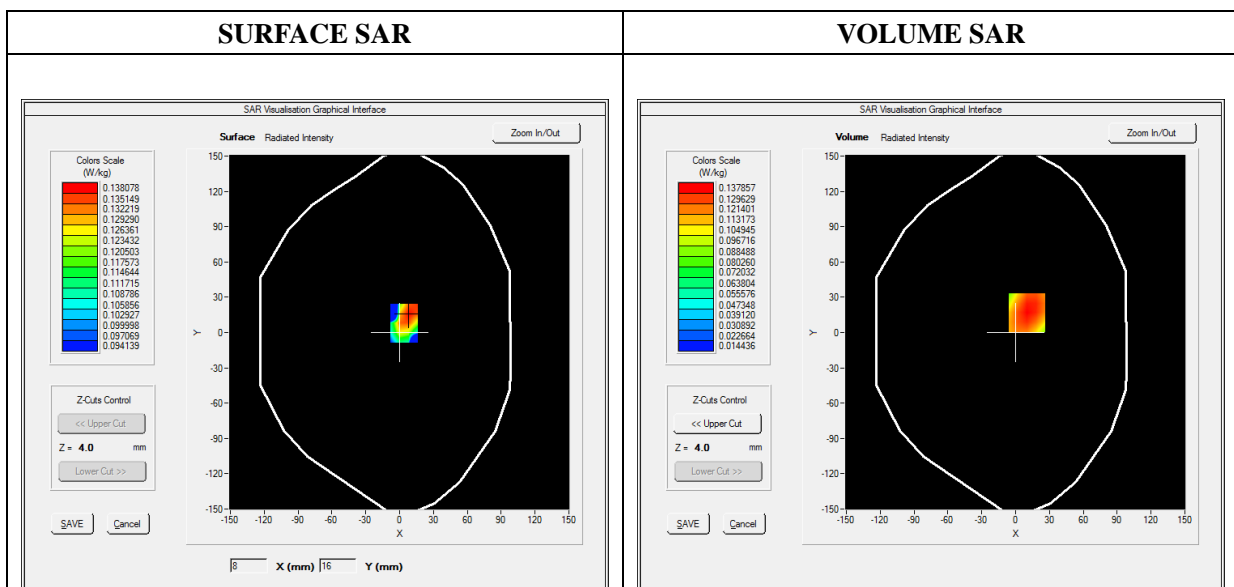 SURFACE SAR
VOLUME SAR
SAR Visualisation Graphical Interface
Surface Radiated Intensity
Zoom In/Out
Colors Scale
(W/kg)
0.138078
0.135149
0.132219
0.129290
0.126361
0.123432
0.120503
0.117573
0.114644
0.111715
0.108786
0.105856
0.102927
0.099998
0.097069
0.094139
Z-Cuts Control
<< Upper Cut
Z = 4.0 mm
Lower Cut >>
SAVE Cancel
150
120
90
60
30
0
-30
-60
-90
-120
-150
Y
-150 -120 -90 -60 -30 0 30 60 90 120 150
X
8 X (mm) 16 Y (mm)
SAR Visualisation Graphical Interface
Volume Radiated Intensity
Zoom In/Out
Colors Scale
(W/kg)
0.137857
0.129629
0.121401
0.113173
0.104945
0.096716
0.088488
0.080260
0.072032
0.063804
0.055576
0.047348
0.039120
0.030892
0.022664
0.014436
Z-Cuts Control
<< Upper Cut
Z = 4.0 mm
Lower Cut >>
SAVE Cancel
150
120
90
60
30
0
-30
-60
-90
-120
-150
Y
-150 -120 -90 -60 -30 0 30 60 90 120 150
X